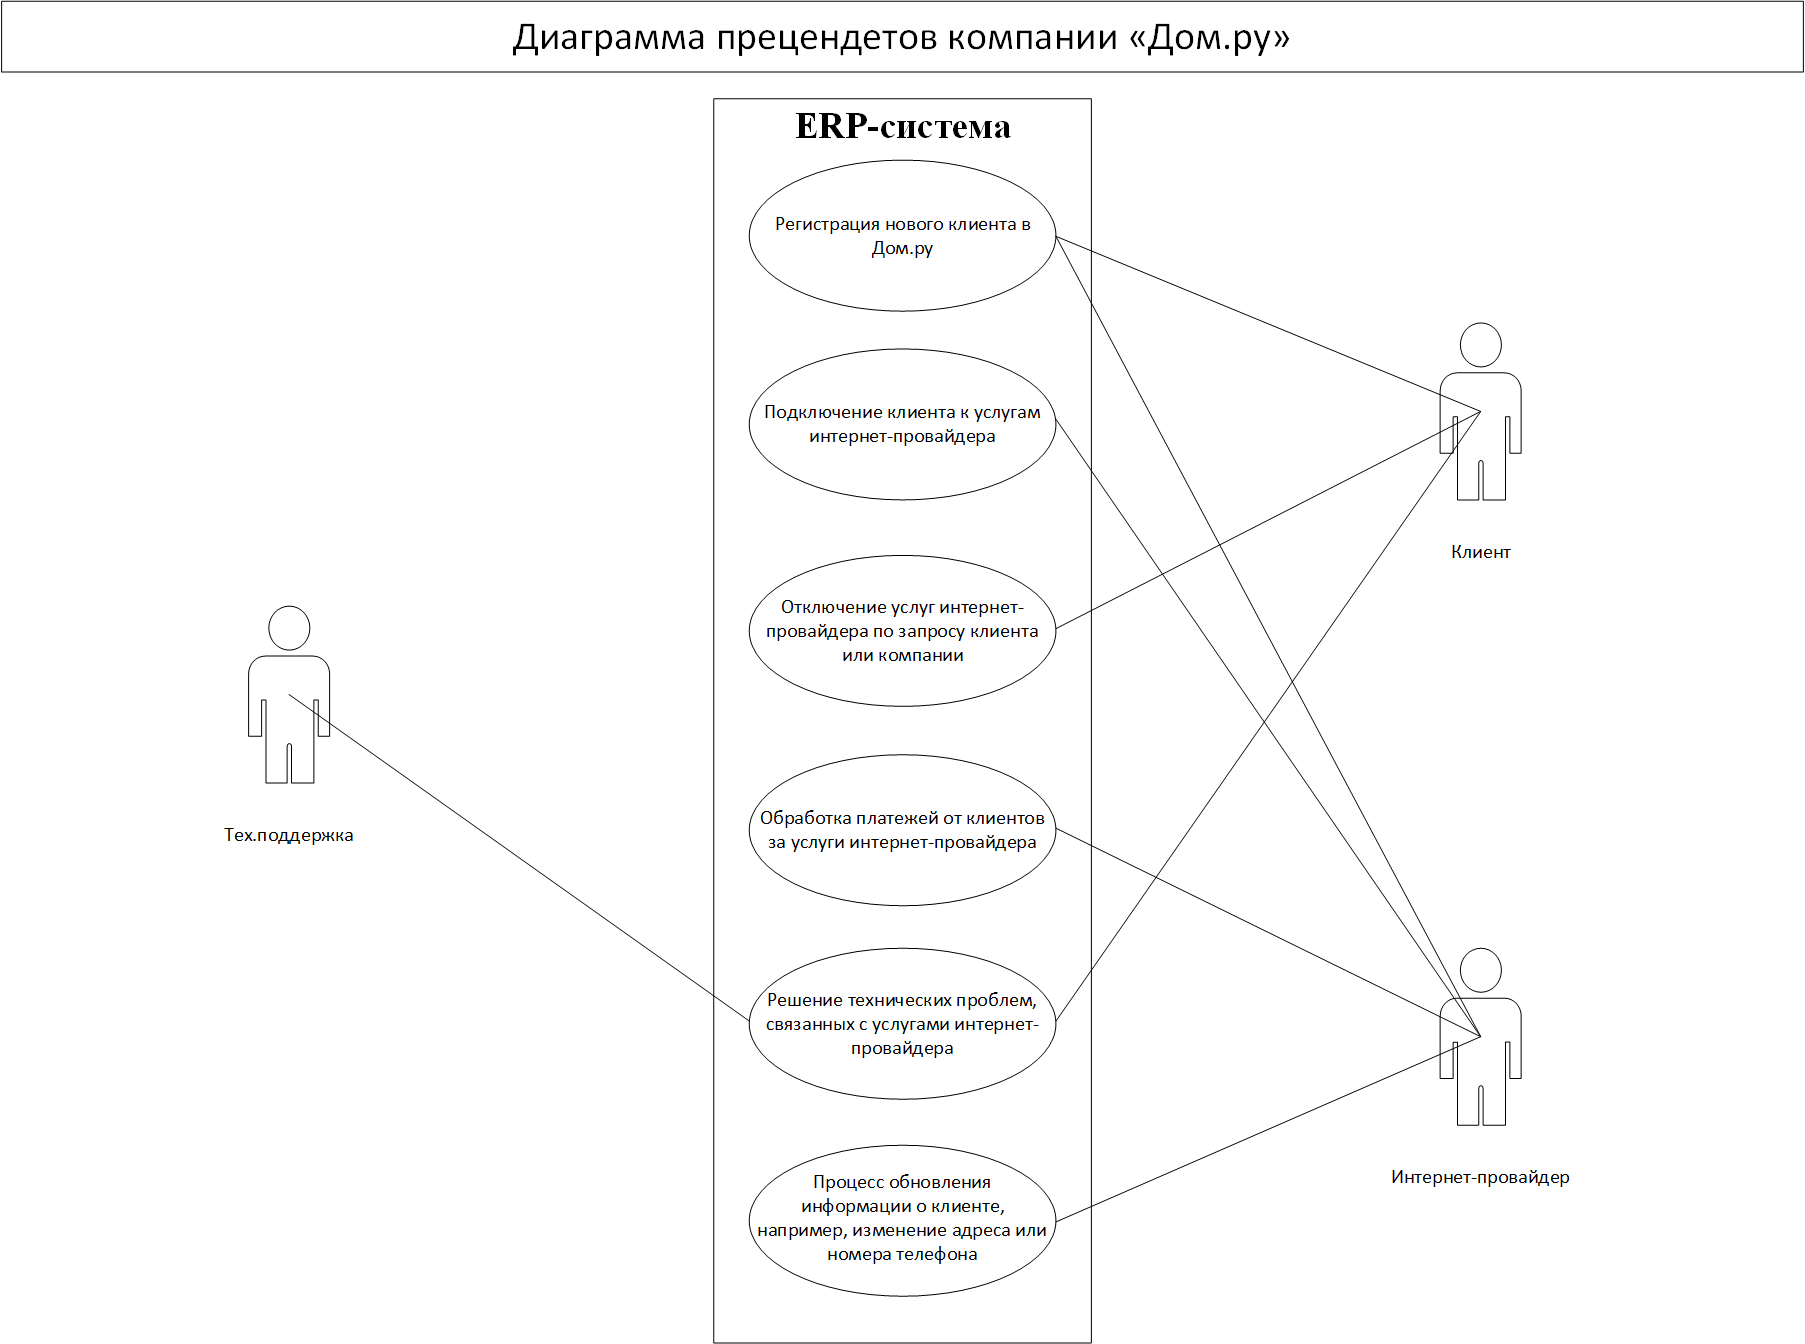 Диаграмма прецендетов компании «Дом.ру»
ERP-система
Регистрация нового клиента в
Дом.ру
Подключение клиента к услугам
интернет-провайдера
Клиент
Отключение услуг интернет-
провайдера по запросу клиента
или компании
Тех.поддержка
Обработка платежей от клиентов
за услуги интернет-провайдера
Решение технических проблем,
связанных с услугами интернет-
провайдера
Интернет-провайдер
Процесс обновления
информации о клиенте,
например, изменение адреса или
номера телефона